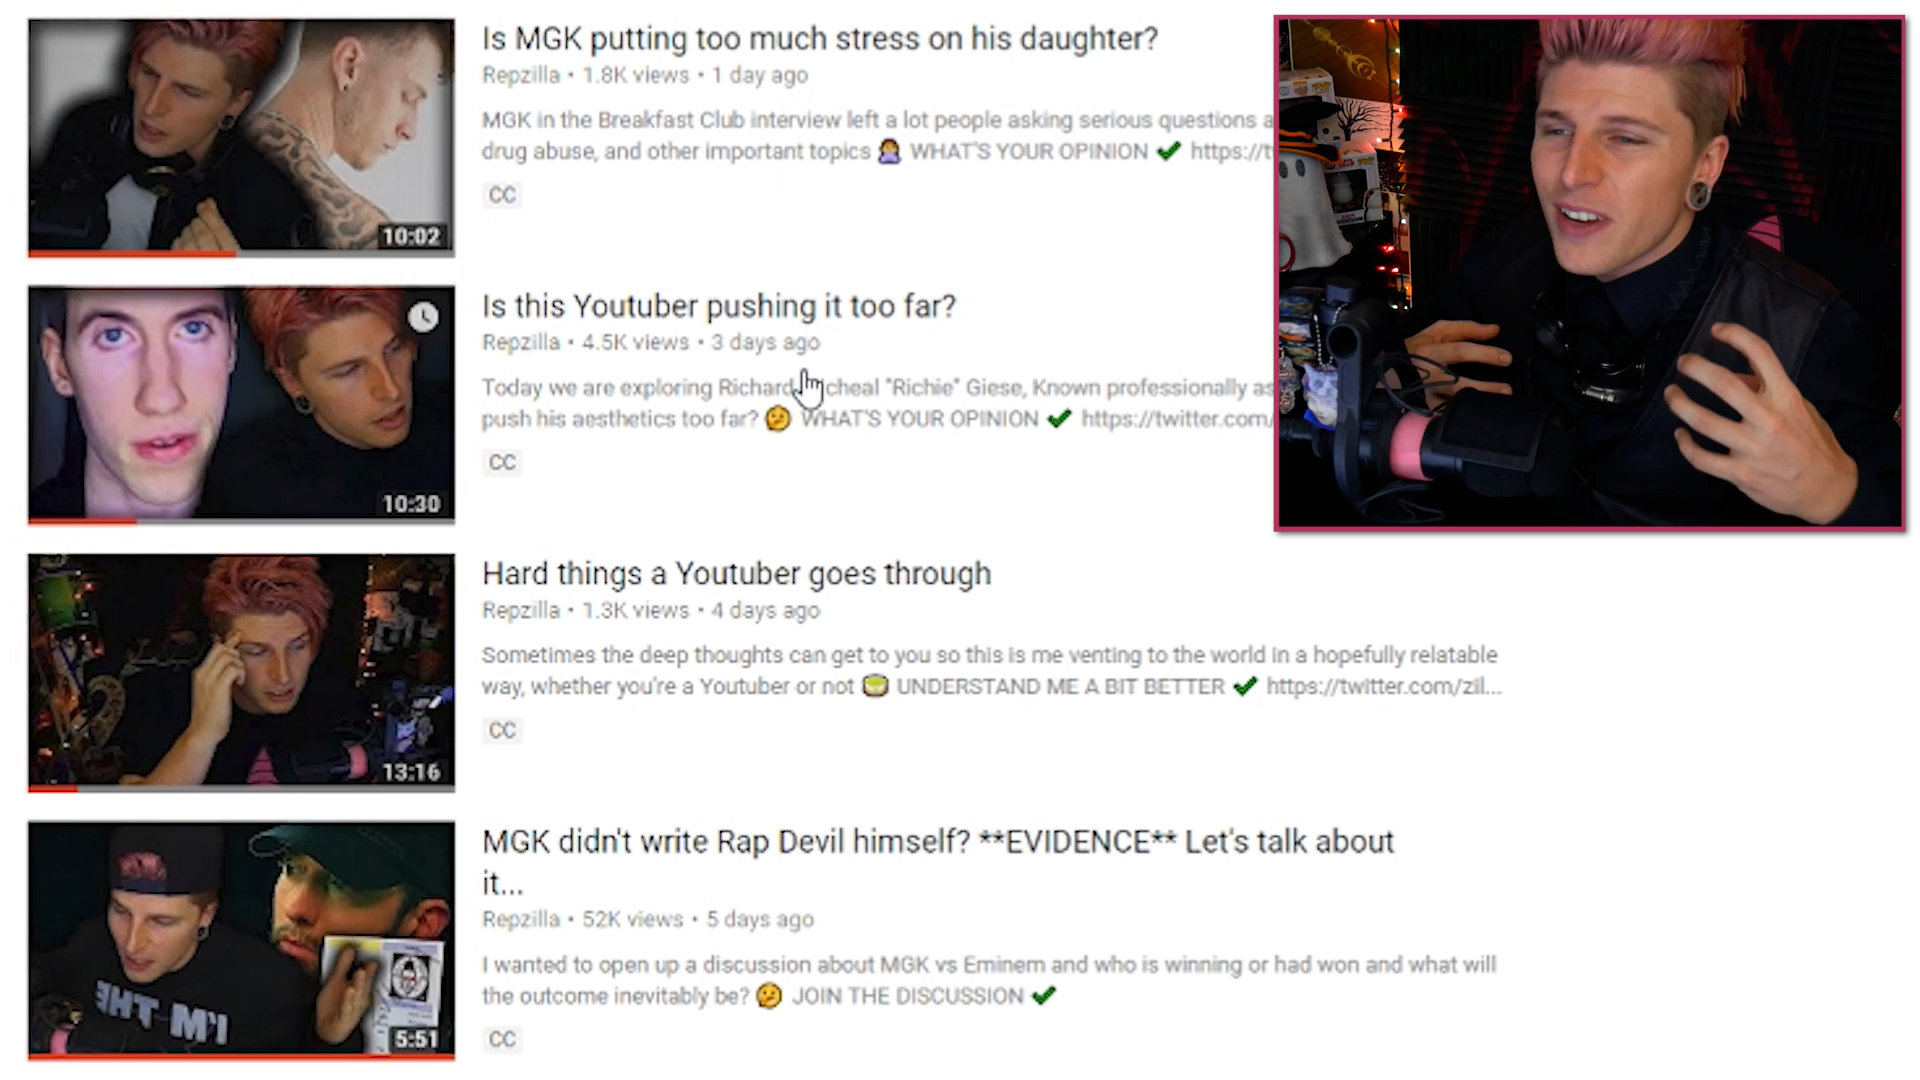 Is MGK putting too much stress on his daughter?
Repzilla • 1.8K views • 1 day ago
MGK in the Breakfast Club interview left a lot people asking serious questions a
drug abuse, and other important topics 🙍 WHAT'S YOUR OPINION ✔ https://t
CC
10:02
Is this Youtuber pushing it too far?
Repzilla • 4.5K views • 3 days ago
Today we are exploring Richard cheal "Richie" Giese, Known professionally as
push his aesthetics too far? 🤔 WHAT'S YOUR OPINION ✔ https://twitter.com/
CC
10:30
Hard things a Youtuber goes through
Repzilla • 1.3K views • 4 days ago
Sometimes the deep thoughts can get to you so this is me venting to the world in a hopefully relatable
way, whether you're a Youtuber or not 🍵 UNDERSTAND ME A BIT BETTER ✔ https://twitter.com/zil...
CC
13:16
MGK didn't write Rap Devil himself? **EVIDENCE** Let's talk about
it...
Repzilla • 52K views • 5 days ago
I wanted to open up a discussion about MGK vs Eminem and who is winning or had won and what will
the outcome inevitably be? 🤔 JOIN THE DISCUSSION ✔
CC
I'M THE
5:51